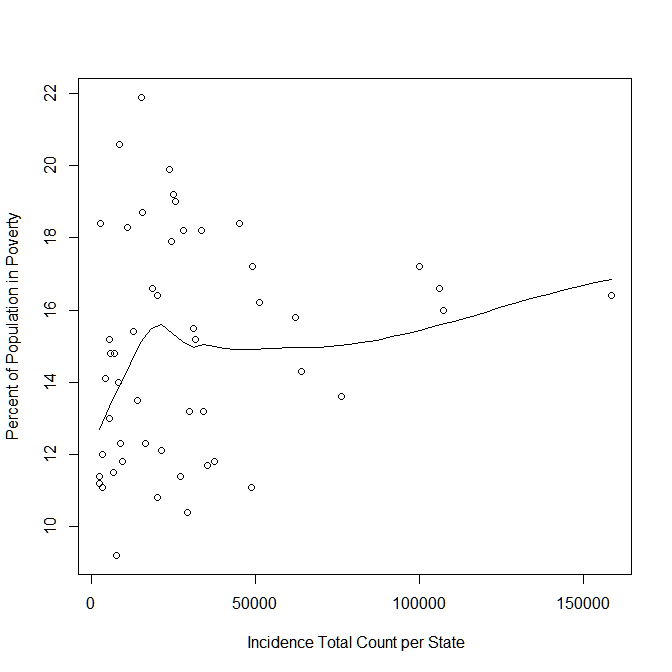 22
20
18
16
14
12
10
Percent of Population in Poverty
0 50000 100000 150000
Incidence Total Count per State